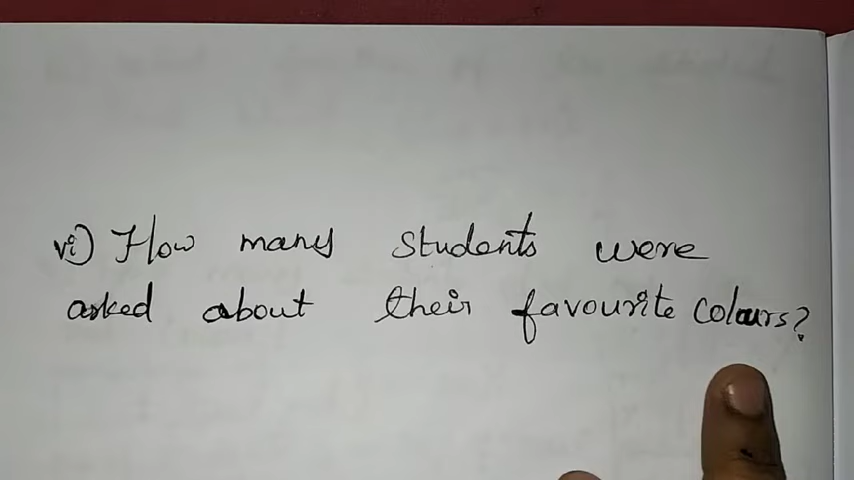 vi) How many students were
asked about their favourite colours?